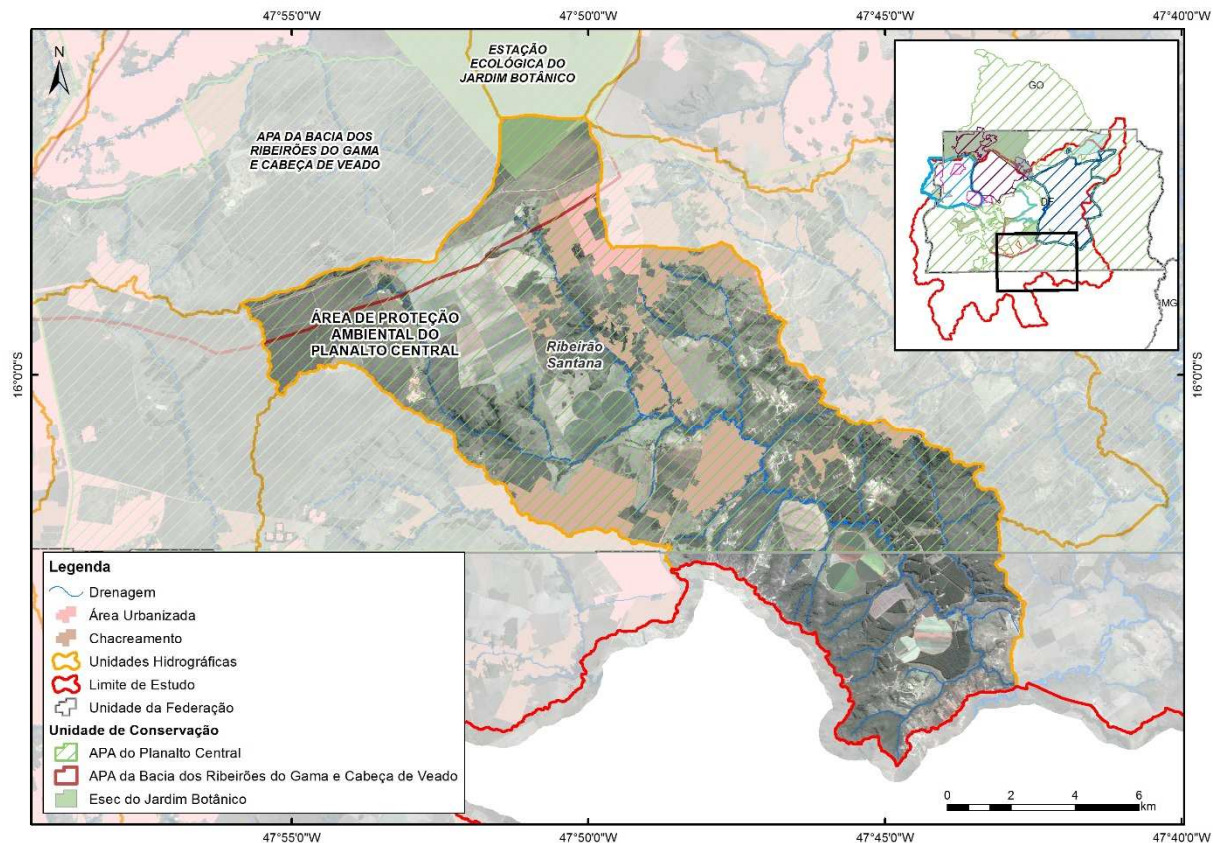 47°55'0"W
47°50'0"W
47°45'0"W
47°40'0"W
N
ESTAÇÃO
ECOLÓGICA DO
JARDIM BOTÂNICO
APA DA BACIA DOS
RIBEIRÕES DO GAMA
E CABEÇA DE VEADO
GO
DF
MG
ÁREA DE PROTEÇÃO
AMBIENTAL DO
PLANALTO CENTRAL
Ribeirão
Santana
16°0'0"S
16°0'0"S
Legenda
Drenagem
Área Urbanizada
Chacreamento
Unidades Hidrográficas
Limite de Estudo
Unidade da Federação
Unidade de Conservação
APA do Planalto Central
APA da Bacia dos Ribeirões do Gama e Cabeça de Veado
Esec do Jardim Botânico
0 2 4 6
km
47°55'0"W
47°50'0"W
47°45'0"W
47°40'0"W